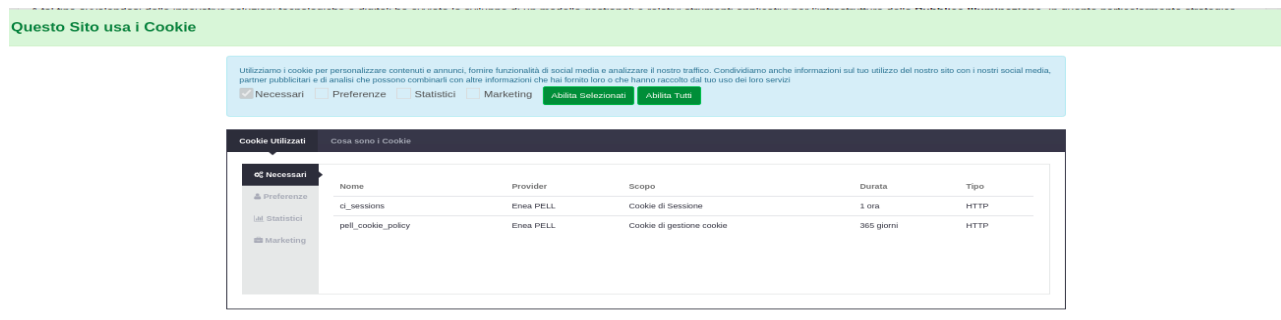 Questo Sito usa i Cookie
Utilizziamo i cookie per personalizzare contenuti e annunci, fornire funzionalità di social media e analizzare il nostro traffico. Condividiamo anche informazioni sul tuo utilizzo del nostro sito con i nostri social media,
partner pubblicitari e di analisi che possono combinarli con altre informazioni che hai fornito loro o che hanno raccolto dal tuo uso dei loro servizi
Necessari Preferenze Statistici Marketing Abilita Selezionati Abilita Tutti
Cookie Utilizzati Cosa sono i Cookie
Necessari
Preferenze
Statistici
Marketing
Nome Provider Scopo Durata Tipo
ci_sessions Enea PELL Cookie di Sessione 1 ora HTTP
pell_cookie_policy Enea PELL Cookie di gestione cookie 365 giorni HTTP